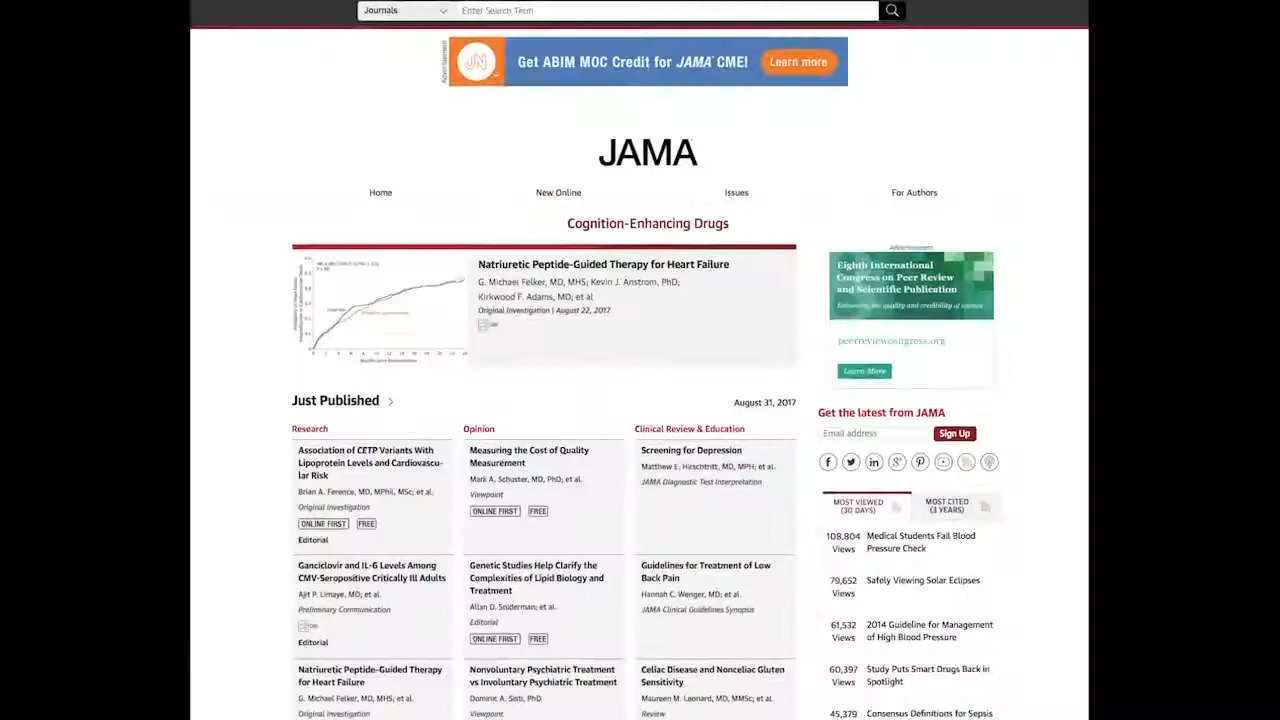 Journals
Enter Search Term
Advertisement
JN
Get ABIM MOC Credit for JAMA CME!
Learn more
JAMA
Home
New Online
Issues
For Authors
Cognition-Enhancing Drugs
Natriuretic Peptide-Guided Therapy for Heart Failure
G. Michael Felker, MD, MHS; Kevin J. Anstrom, PhD;
Kirkwood F. Adams, MD; et al
Original Investigation | August 22, 2017
Advertisement
Eighth International
Congress on Peer Review
and Scientific Publication
Enhancing the quality and credibility of science
peerreviewcongress.org
Learn More
Just Published
August 31, 2017
Research
Association of CETP Variants With
Lipoprotein Levels and Cardiovascu-
lar Risk
Brian A. Ference, MD, MPhil, MSc; et al.
Original Investigation
ONLINE FIRST
FREE
Editorial
Ganciclovir and IL-6 Levels Among
CMV-Seropositive Critically Ill Adults
Ajit P. Limaye, MD; et al.
Preliminary Communication
Editorial
Natriuretic Peptide-Guided Therapy
for Heart Failure
G. Michael Felker, MD, MHS; et al.
Original Investigation
Opinion
Measuring the Cost of Quality
Measurement
Mark A. Schuster, MD, PhD; et al.
Viewpoint
ONLINE FIRST
FREE
Genetic Studies Help Clarify the
Complexities of Lipid Biology and
Treatment
Allan D. Sniderman; et al.
Editorial
ONLINE FIRST
FREE
Nonvoluntary Psychiatric Treatment
vs Involuntary Psychiatric Treatment
Dominic A. Sisti, PhD
Viewpoint
Clinical Review & Education
Screening for Depression
Matthew E. Hirschtritt, MD, MPH; et al.
JAMA Diagnostic Test Interpretation
Guidelines for Treatment of Low
Back Pain
Hannah C. Wenger, MD; et al.
JAMA Clinical Guidelines Synopsis
Celiac Disease and Nonceliac Gluten
Sensitivity
Maureen M. Leonard, MD, MMSc; et al.
Review
Get the latest from JAMA
Email address
Sign Up
MOST VIEWED
(30 DAYS)
MOST CITED
(3 YEARS)
108,804
Views
Medical Students Fail Blood
Pressure Check
79,652
Views
Safely Viewing Solar Eclipses
61,532
Views
2014 Guideline for Management
of High Blood Pressure
60,397
Views
Study Puts Smart Drugs Back in
Spotlight
45,379
Consensus Definitions for Sepsis